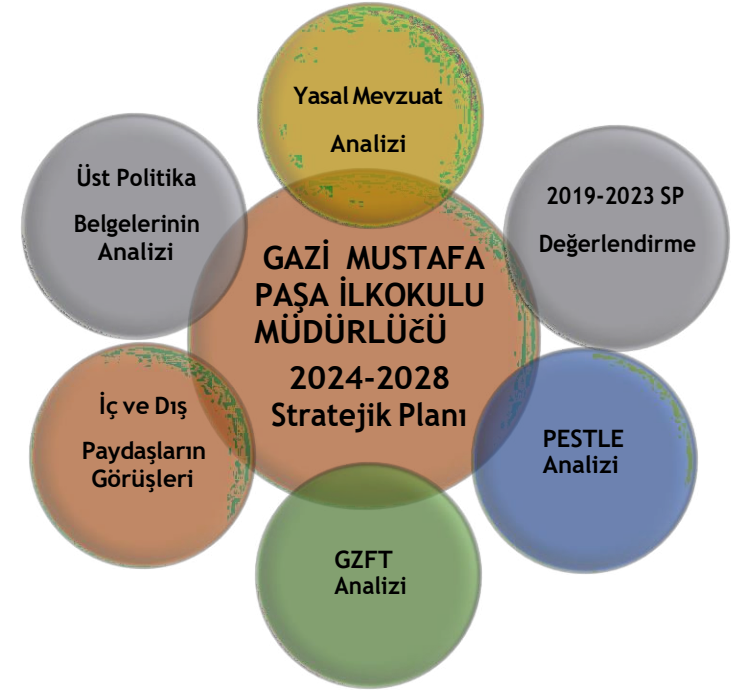 Yasal Mevzuat
Analizi
Üst Politika
Belgelerinin
Analizi
2019-2023 SP
Değerlendirme
GAZİ MUSTAFA
PAŞA İLKOKULU
MÜDÜRLÜčÜ
2024-2028
Stratejik Planı
İç ve Dış
Paydaşların
Görüşleri
PESTLE
Analizi
GZFT
Analizi